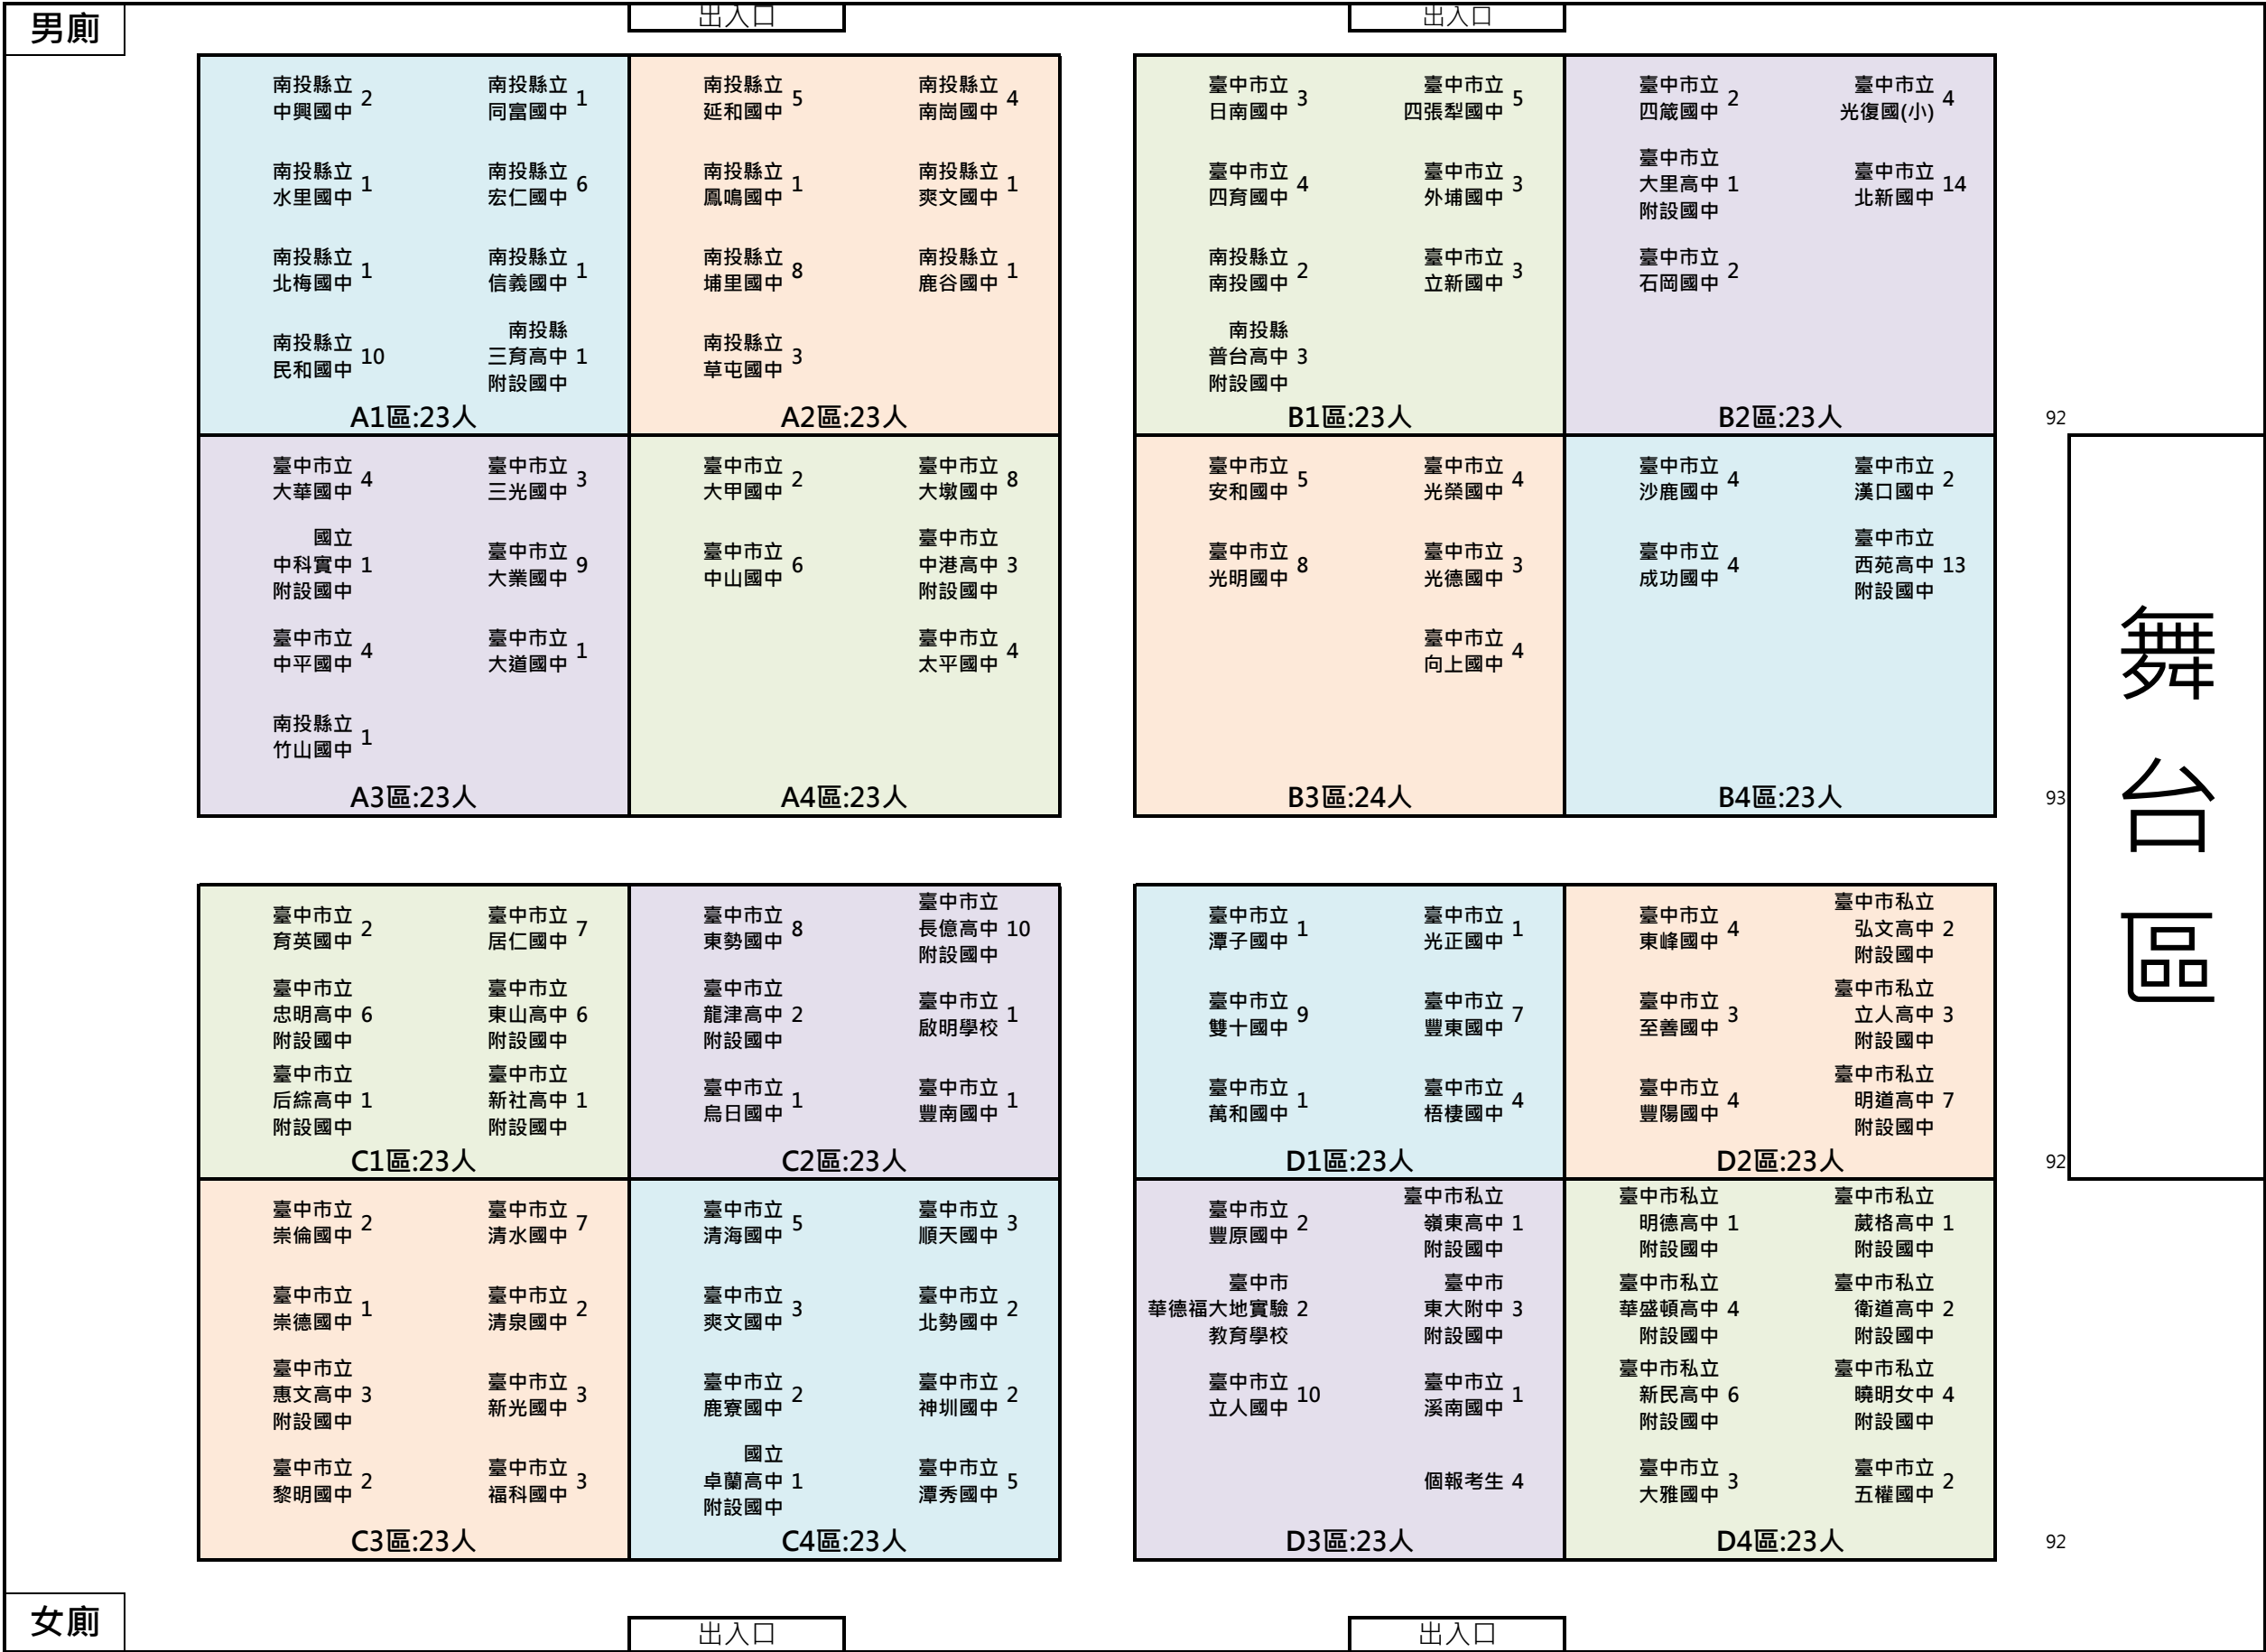 男廁
出入口
出入口
南投縣立
中興國中 2
南投縣立
同富國中 1
南投縣立
水里國中 1
南投縣立
宏仁國中 6
南投縣立
北梅國中 1
南投縣立
信義國中 1
南投縣立
民和國中 10
南投縣
三育高中 1
附設國中
A1區:23人
南投縣立
延和國中 5
南投縣立
南崗國中 4
南投縣立
鳳鳴國中 1
南投縣立
爽文國中 1
南投縣立
埔里國中 8
南投縣立
鹿谷國中 1
南投縣立
草屯國中 3
A2區:23人
臺中市立
日南國中 3
臺中市立
四張犁國中 5
臺中市立
四育國中 4
臺中市立
外埔國中 3
南投縣立
南投國中 2
臺中市立
立新國中 3
南投縣
普台高中 3
附設國中
B1區:23人
臺中市立
四箴國中 2
臺中市立
光復國(小) 4
臺中市立
大里高中 1
附設國中
臺中市立
北新國中 14
臺中市立
石岡國中 2
B2區:23人
92
臺中市立
大華國中 4
臺中市立
三光國中 3
國立
中科實中 1
附設國中
臺中市立
大業國中 9
臺中市立
中平國中 4
臺中市立
大道國中 1
南投縣立
竹山國中 1
A3區:23人
臺中市立
大甲國中 2
臺中市立
大墩國中 8
臺中市立
中山國中 6
臺中市立
中港高中 3
附設國中
臺中市立
太平國中 4
A4區:23人
臺中市立
安和國中 5
臺中市立
光榮國中 4
臺中市立
光明國中 8
臺中市立
光德國中 3
臺中市立
向上國中 4
B3區:24人
臺中市立
沙鹿國中 4
臺中市立
漢口國中 2
臺中市立
成功國中 4
臺中市立
西苑高中 13
附設國中
B4區:23人
93
舞
台
區
臺中市立
育英國中 2
臺中市立
居仁國中 7
臺中市立
忠明高中 6
附設國中
臺中市立
東山高中 6
附設國中
臺中市立
后綜高中 1
附設國中
臺中市立
新社高中 1
附設國中
C1區:23人
臺中市立
東勢國中 8
臺中市立
長億高中 10
附設國中
臺中市立
龍津高中 2
附設國中
臺中市立
啟明學校 1
臺中市立
烏日國中 1
臺中市立
豐南國中 1
C2區:23人
臺中市立
潭子國中 1
臺中市立
光正國中 1
臺中市立
雙十國中 9
臺中市立
豐東國中 7
臺中市立
萬和國中 1
臺中市立
梧棲國中 4
D1區:23人
臺中市立
東峰國中 4
臺中市私立
弘文高中 2
附設國中
臺中市立
至善國中 3
臺中市私立
立人高中 3
附設國中
臺中市立
豐陽國中 4
臺中市私立
明道高中 7
附設國中
D2區:23人
92
臺中市立
崇倫國中 2
臺中市立
清水國中 7
臺中市立
崇德國中 1
臺中市立
清泉國中 2
臺中市立
惠文高中 3
附設國中
臺中市立
新光國中 3
臺中市立
黎明國中 2
臺中市立
福科國中 3
C3區:23人
臺中市立
清海國中 5
臺中市立
順天國中 3
臺中市立
爽文國中 3
臺中市立
北勢國中 2
臺中市立
鹿寮國中 2
臺中市立
神圳國中 2
國立
卓蘭高中 1
附設國中
臺中市立
潭秀國中 5
C4區:23人
臺中市立
豐原國中 2
臺中市私立
嶺東高中 1
附設國中
臺中市
華德福大地實驗 2
教育學校
臺中市
東大附中 3
附設國中
臺中市立
立人國中 10
臺中市立
溪南國中 1
個報考生 4
D3區:23人
臺中市私立
明德高中 1
附設國中
臺中市私立
葳格高中 1
附設國中
臺中市私立
華盛頓高中 4
附設國中
臺中市私立
衛道高中 2
附設國中
臺中市私立
新民高中 6
附設國中
臺中市私立
曉明女中 4
附設國中
臺中市立
大雅國中 3
臺中市立
五權國中 2
D4區:23人
92
女廁
出入口
出入口